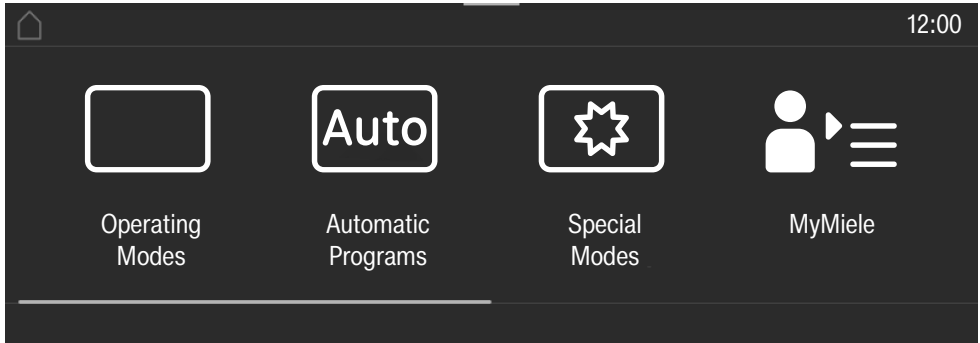 12:00
Auto
Operating
Modes
Automatic
Programs
Special
Modes
MyMiele